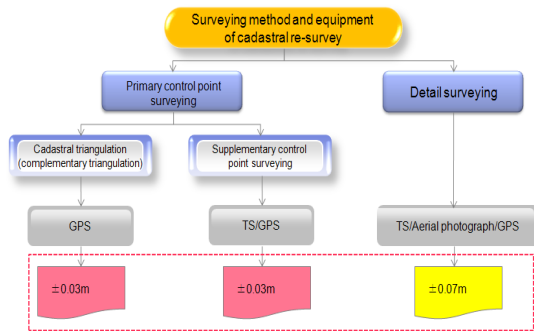 Surveying method and equipment
of cadastral re-survey
Primary control point
surveying
Detail surveying
Cadastral triangulation
(complementary triangulation)
Supplementary control
point surveying
GPS
TS/GPS
TS/Aerial photograph/GPS
±0.03m
±0.03m
±0.07m